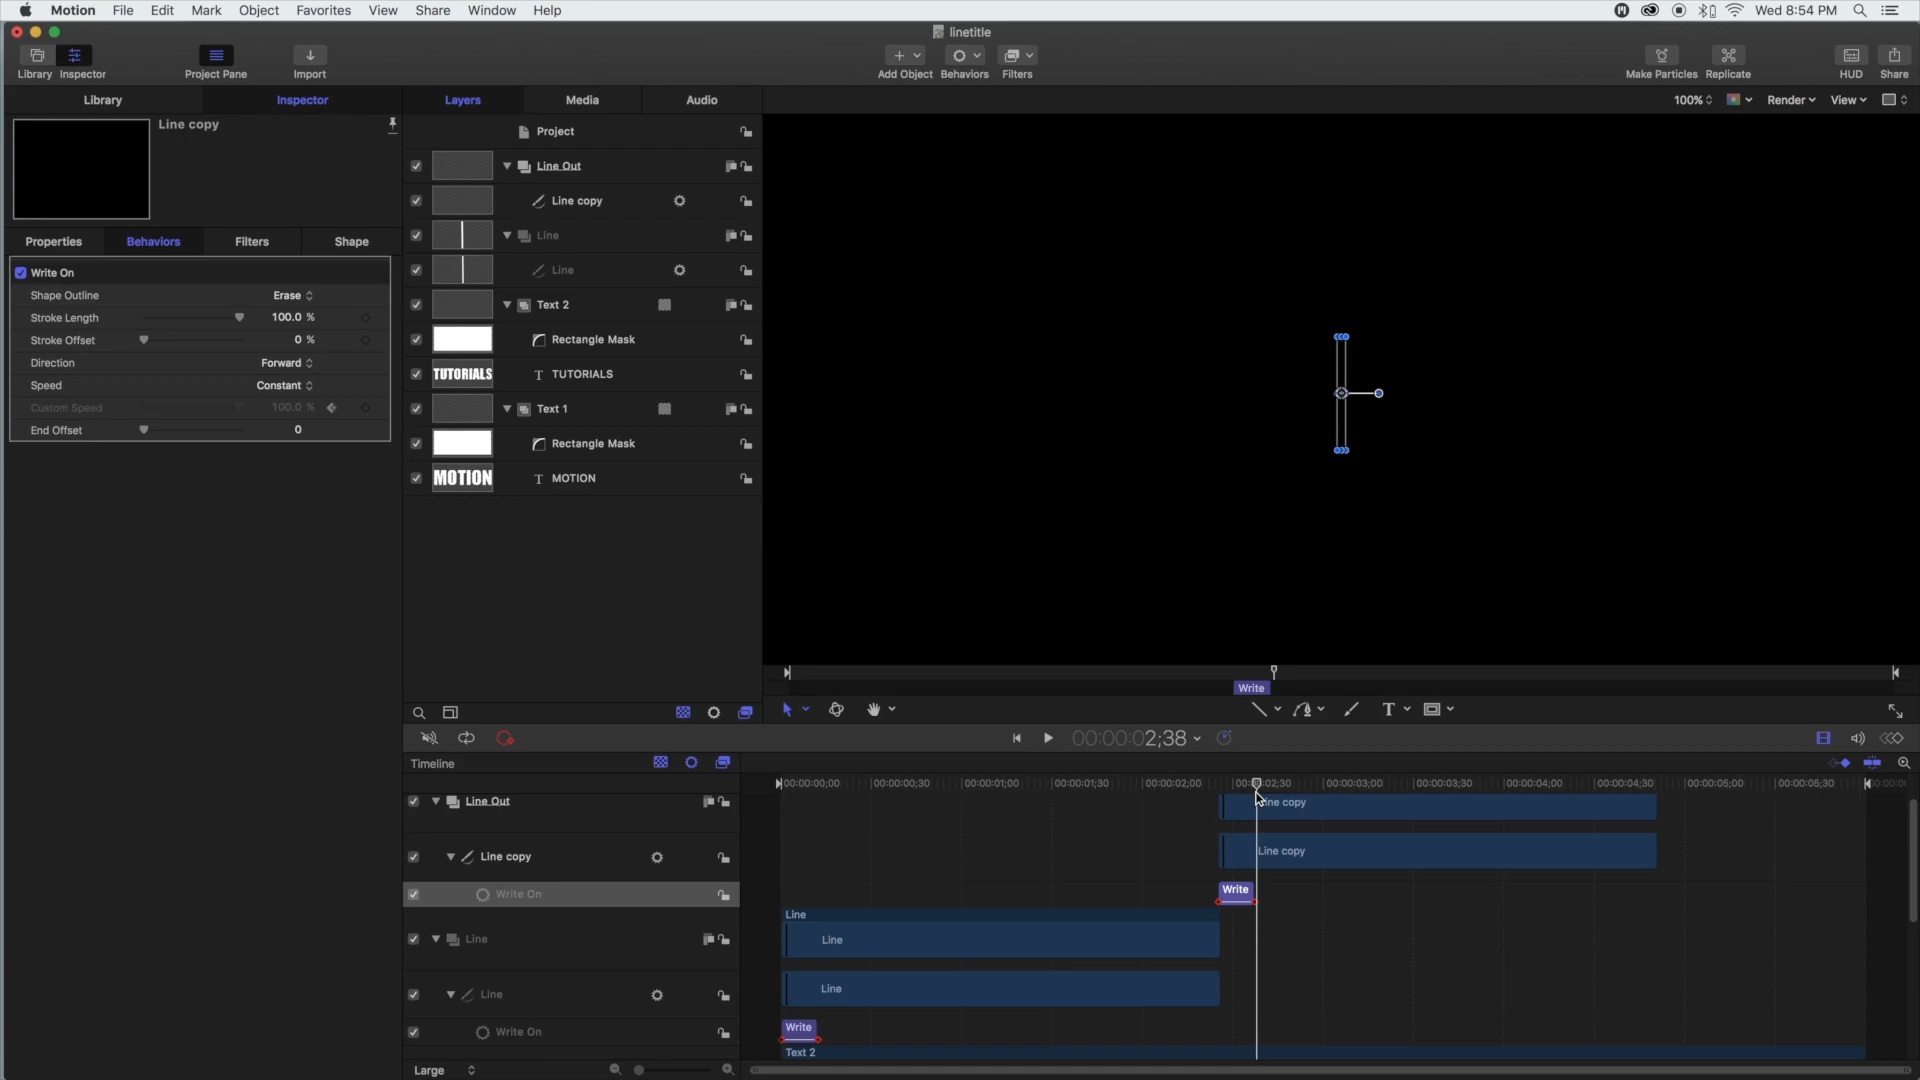 Motion File Edit Mark Object Favorites View Share Window Help Wed 8:54 PM
linetitle
Library Inspector Project Pane Import Add Object Behaviors Filters Make Particles Replicate HUD Share
Library Inspector Layers Media Audio 100% Render View
Line copy
Project
Line Out
Line copy
Line
Properties Behaviors Filters Shape
Line
Write On
Shape Outline Erase
Text 2
Stroke Length 100.0 %
Stroke Offset 0 %
Rectangle Mask
Direction Forward
TUTORIALS TUTORIALS
Speed Constant
Custom Speed 100.0 %
Text 1
End Offset 0
Rectangle Mask
MOTION MOTION
Write
T
00:00:02;38
Timeline
00:00:00;00 00:00:00;30 00:00:01;00 00:00:01;30 00:00:02;00 00:00:02;30 00:00:03;00 00:00:03;30 00:00:04;00 00:00:04;30 00:00:05;00 00:00:05;30
Line Out Line copy
Line copy Line copy
Write On Write
Line
Line Line
Line Line
Write On Write
Text 2
Large